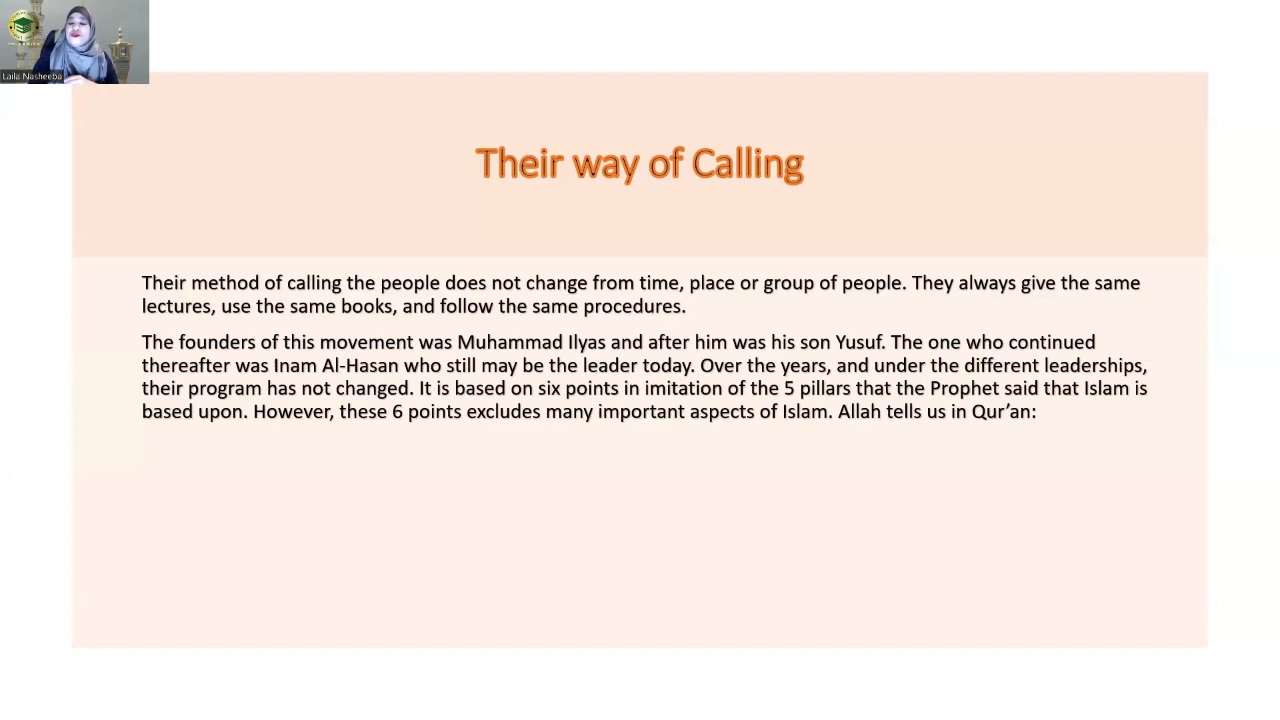 Laila Nasheeba
Their way of Calling
Their method of calling the people does not change from time, place or group of people. They always give the same
lectures, use the same books, and follow the same procedures.
The founders of this movement was Muhammad Ilyas and after him was his son Yusuf. The one who continued
thereafter was Inam Al-Hasan who still may be the leader today. Over the years, and under the different leaderships,
their program has not changed. It is based on six points in imitation of the 5 pillars that the Prophet said that Islam is
based upon. However, these 6 points excludes many important aspects of Islam. Allah tells us in Qur’an: